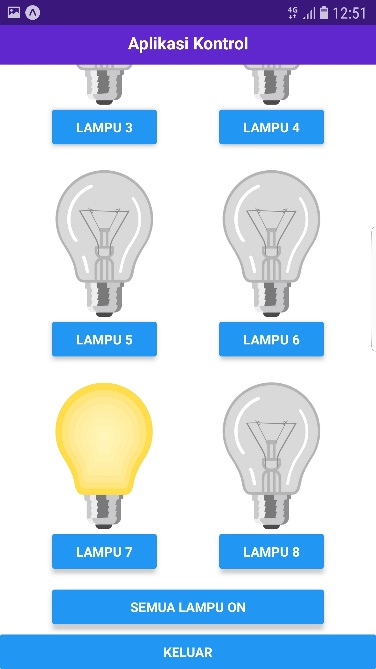 4G 12:51
Aplikasi Kontrol
LAMPU 3 LAMPU 4
LAMPU 5 LAMPU 6
LAMPU 7 LAMPU 8
SEMUA LAMPU ON
KELUAR